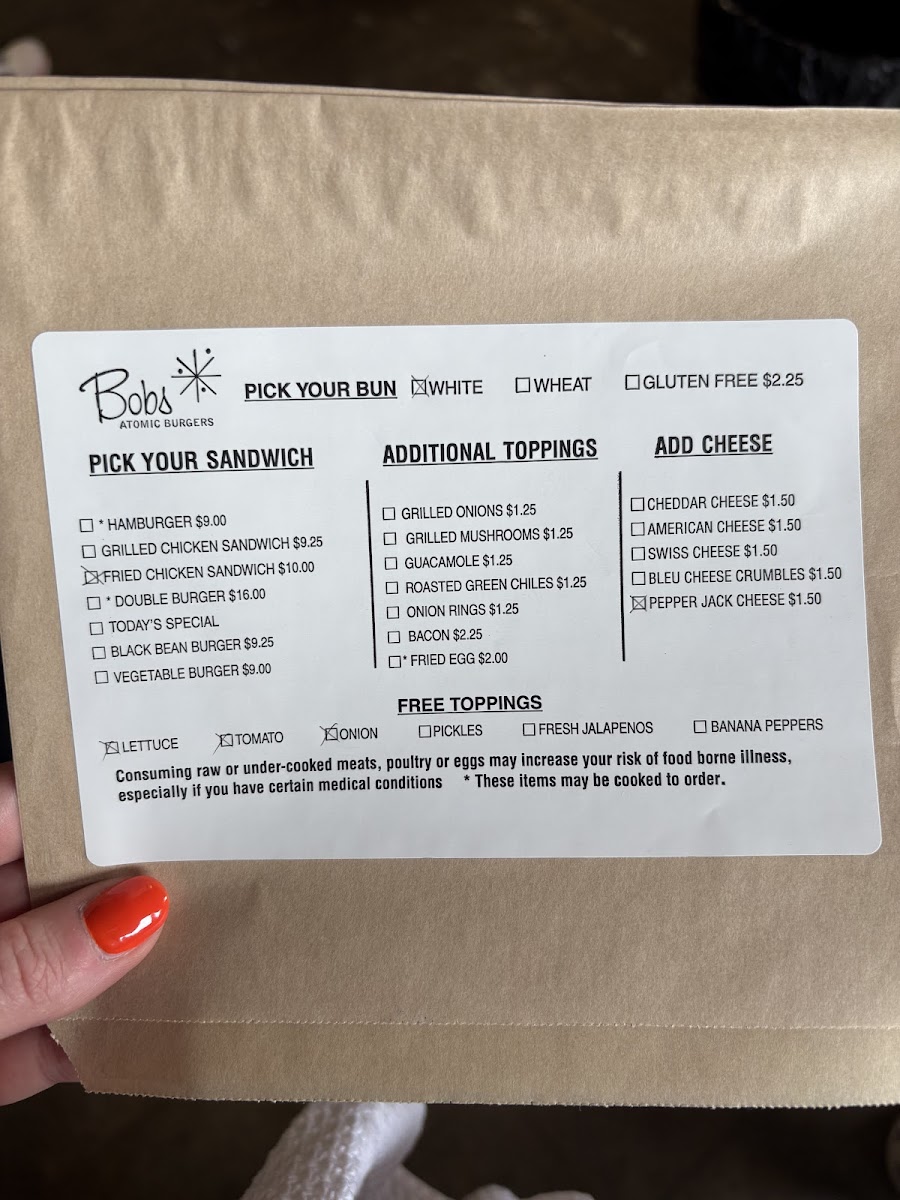 Bobs
ATOMIC BURGERS
PICK YOUR BUN ☒WHITE ☐WHEAT ☐GLUTEN FREE $2.25
PICK YOUR SANDWICH
☐ * HAMBURGER $9.00
☐ GRILLED CHICKEN SANDWICH $9.25
☒FRIED CHICKEN SANDWICH $10.00
☐ * DOUBLE BURGER $16.00
☐ TODAY'S SPECIAL
☐ BLACK BEAN BURGER $9.25
☐ VEGETABLE BURGER $9.00
ADDITIONAL TOPPINGS
☐ GRILLED ONIONS $1.25
☐ GRILLED MUSHROOMS $1.25
☐ GUACAMOLE $1.25
☐ ROASTED GREEN CHILES $1.25
☐ ONION RINGS $1.25
☐ BACON $2.25
☐* FRIED EGG $2.00
ADD CHEESE
☐CHEDDAR CHEESE $1.50
☐AMERICAN CHEESE $1.50
☐SWISS CHEESE $1.50
☐BLEU CHEESE CRUMBLES $1.50
☒PEPPER JACK CHEESE $1.50
FREE TOPPINGS
☒LETTUCE ☒TOMATO ☒ONION ☐PICKLES ☐FRESH JALAPENOS ☐BANANA PEPPERS
Consuming raw or under-cooked meats, poultry or eggs may increase your risk of food borne illness,
especially if you have certain medical conditions * These items may be cooked to order.